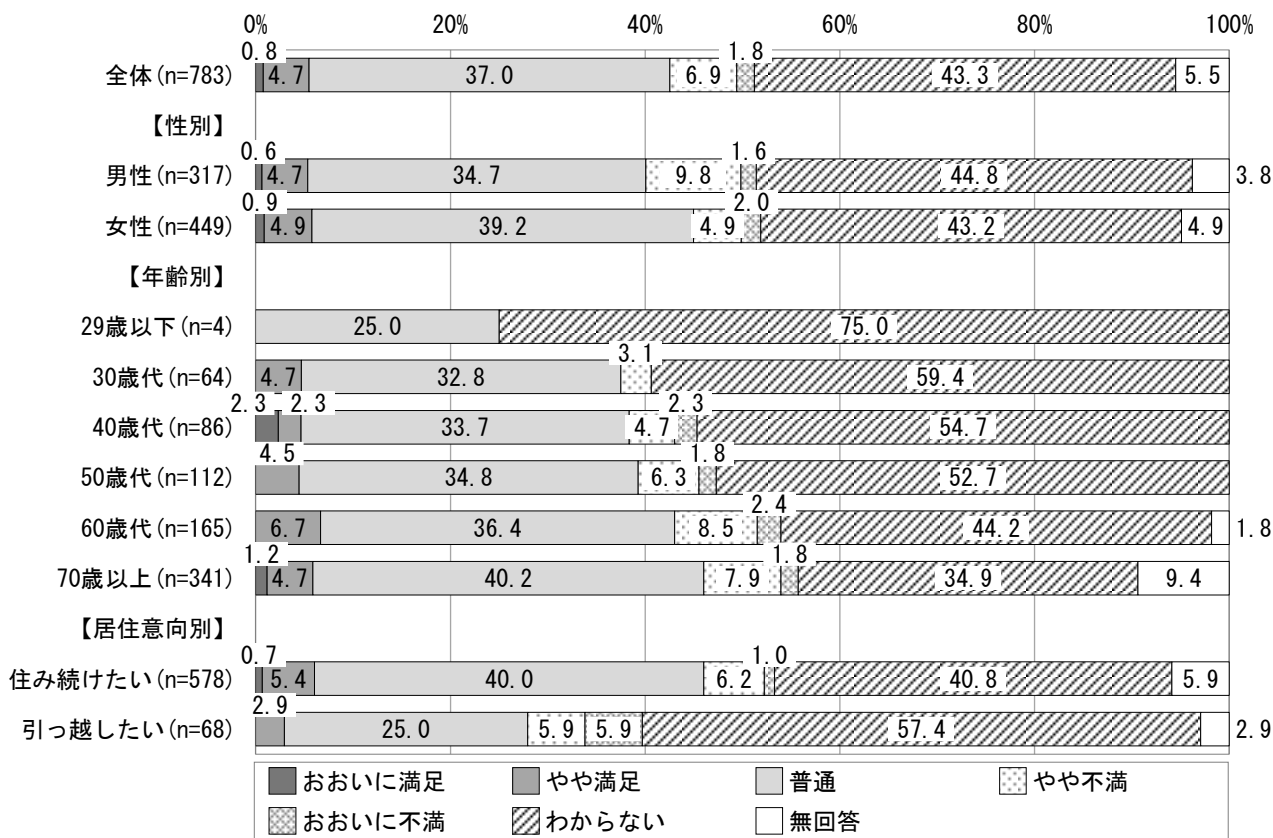 0% 20% 40% 60% 80% 100%
0.8 1.8
全体(n=783) 4.7 37.0 6.9 43.3 5.5
【性別】
0.6 1.6
男性(n=317) 4.7 34.7 9.8 44.8 3.8
0.9 2.0
女性(n=449) 4.9 39.2 4.9 43.2 4.9
【年齢別】
29歳以下(n=4) 25.0 75.0
3.1
30歳代(n=64) 4.7 32.8 59.4
2.3 2.3 2.3
40歳代(n=86) 33.7 4.7 54.7
4.5 1.8
50歳代(n=112) 34.8 6.3 52.7
2.4
60歳代(n=165) 6.7 36.4 8.5 44.2 1.8
1.2 1.8
70歳以上(n=341) 4.7 40.2 7.9 34.9 9.4
【居住意向別】
0.7 1.0
住み続けたい(n=578) 5.4 40.0 6.2 40.8 5.9
2.9
引っ越したい(n=68) 25.0 5.9 5.9 57.4 2.9
おおいに満足 やや満足 普通 やや不満
おおいに不満 わからない 無回答